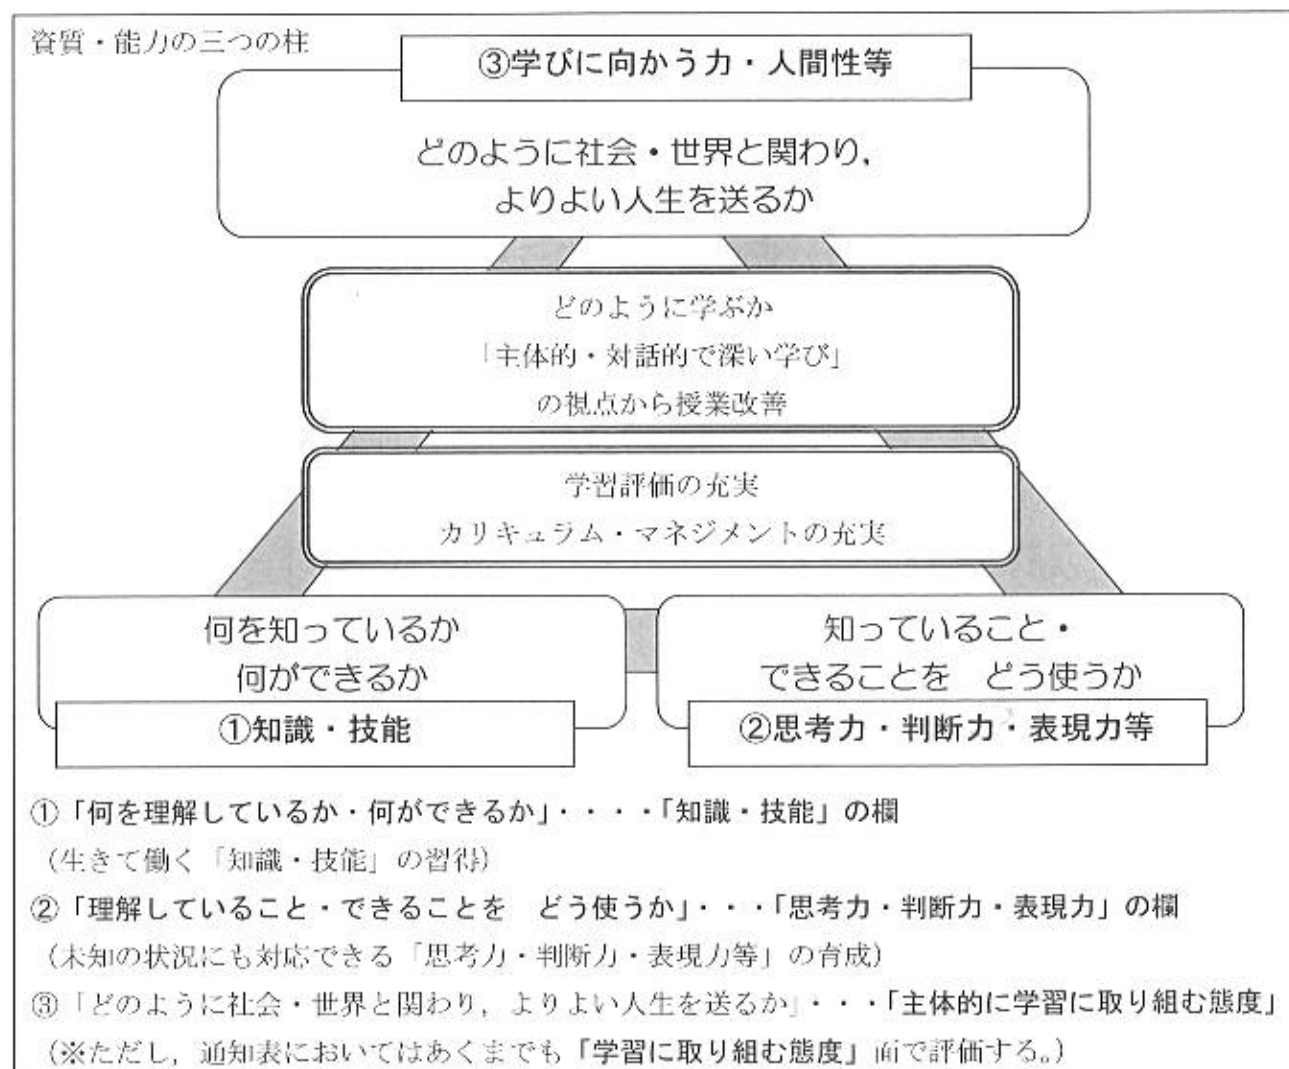 資質・能力の三つの柱
③学びに向かう力・人間性等
どのように社会・世界と関わり，
よりよい人生を送るか
どのように学ぶか
「主体的・対話的で深い学び」
の視点から授業改善
学習評価の充実
カリキュラム・マネジメントの充実
何を知っているか
何ができるか
①知識・技能
知っていること・
できることを　どう使うか
②思考力・判断力・表現力等
①「何を理解しているか・何ができるか」・・・・「知識・技能」の欄
（生きて働く「知識・技能」の習得）
②「理解していること・できることを　どう使うか」・・・「思考力・判断力・表現力」の欄
（未知の状況にも対応できる「思考力・判断力・表現力等」の育成）
③「どのように社会・世界と関わり，よりよい人生を送るか」・・・「主体的に学習に取り組む態度」
（※ただし，通知表においてはあくまでも「学習に取り組む態度」面で評価する。）